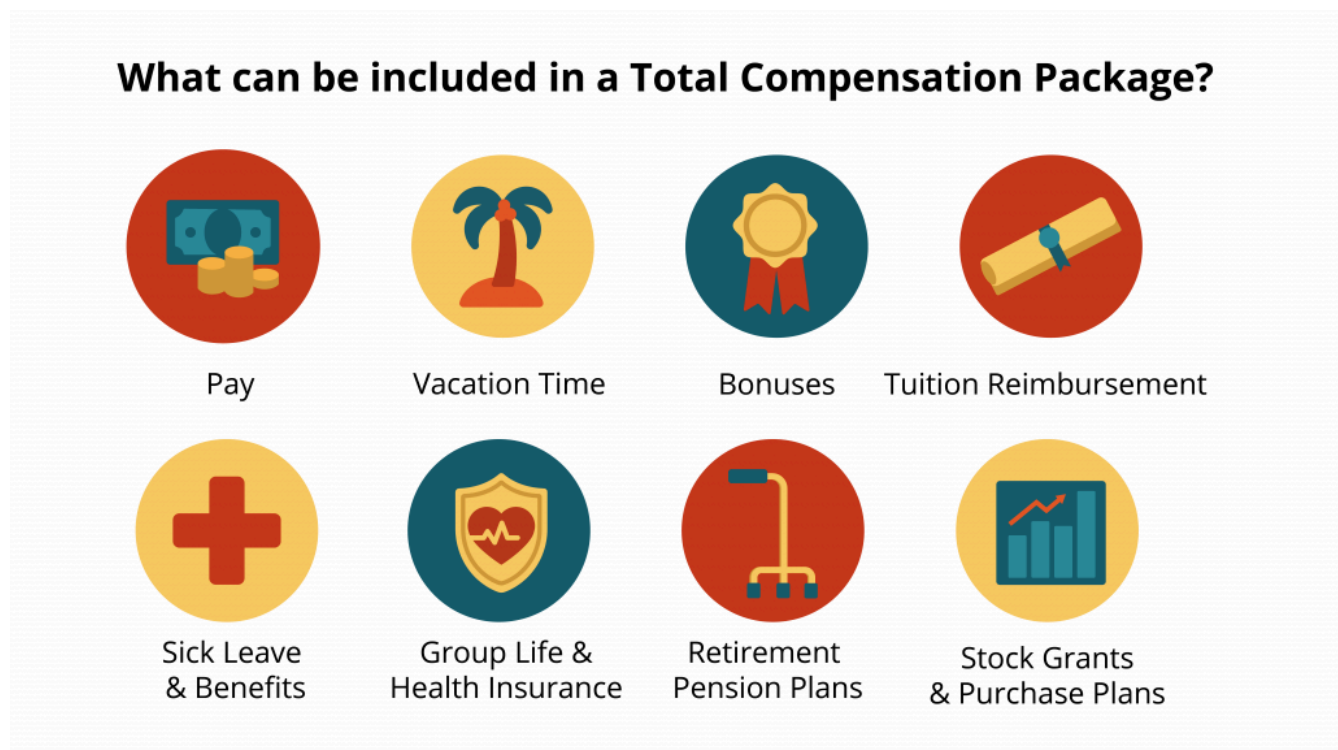 What can be included in a Total Compensation Package?
Pay
Vacation Time
Bonuses
Tuition Reimbursement
Sick Leave
& Benefits
Group Life &
Health Insurance
Retirement
Pension Plans
Stock Grants
& Purchase Plans